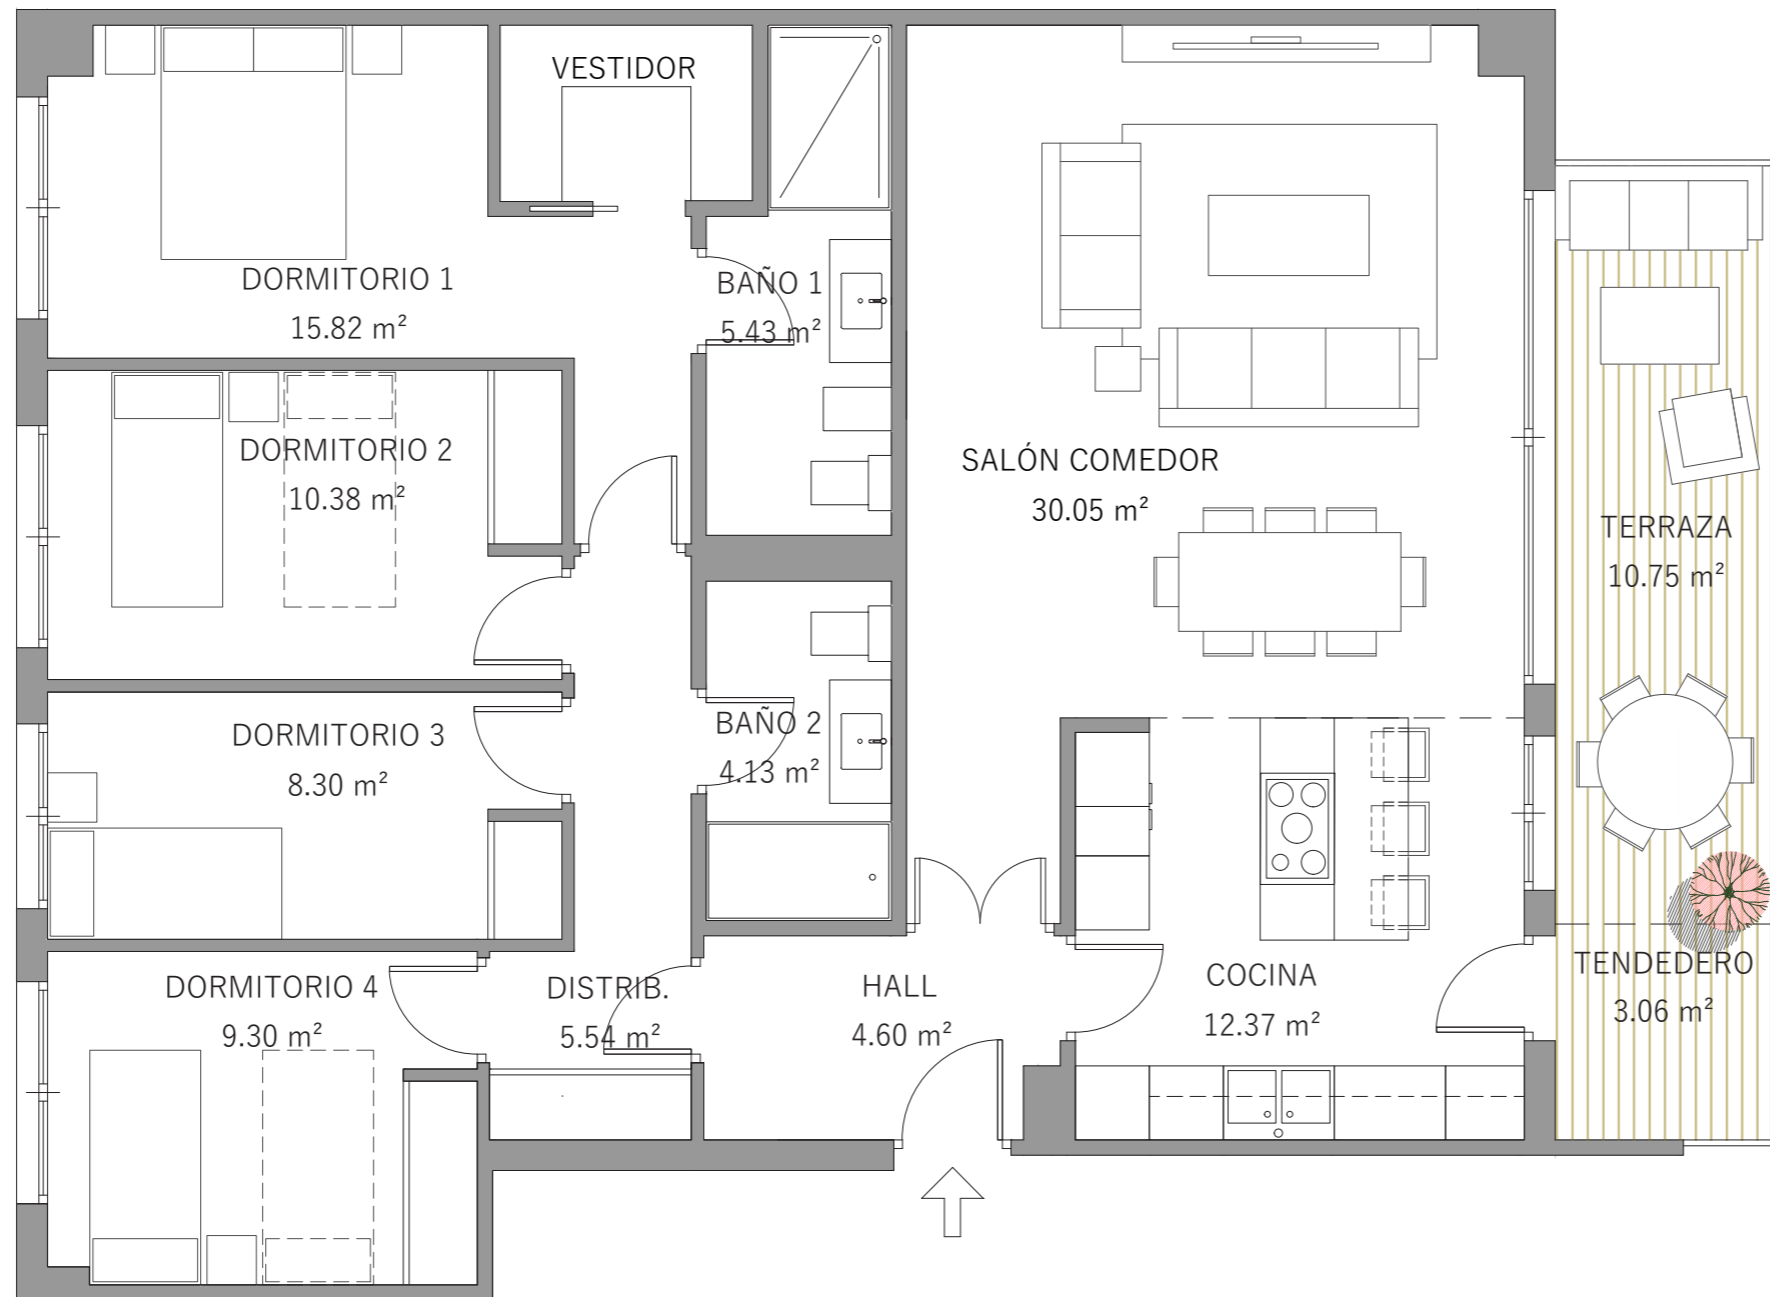 VESTIDOR
DORMITORIO 1
15.82 m²
BAÑO 1
5.43 m²
DORMITORIO 2
10.38 m²
SALÓN COMEDOR
30.05 m²
TERRAZA
10.75 m²
DORMITORIO 3
8.30 m²
BAÑO 2
4.13 m²
DORMITORIO 4
9.30 m²
DISTRIB.
5.54 m²
HALL
4.60 m²
COCINA
12.37 m²
TENDEDERO
3.06 m²